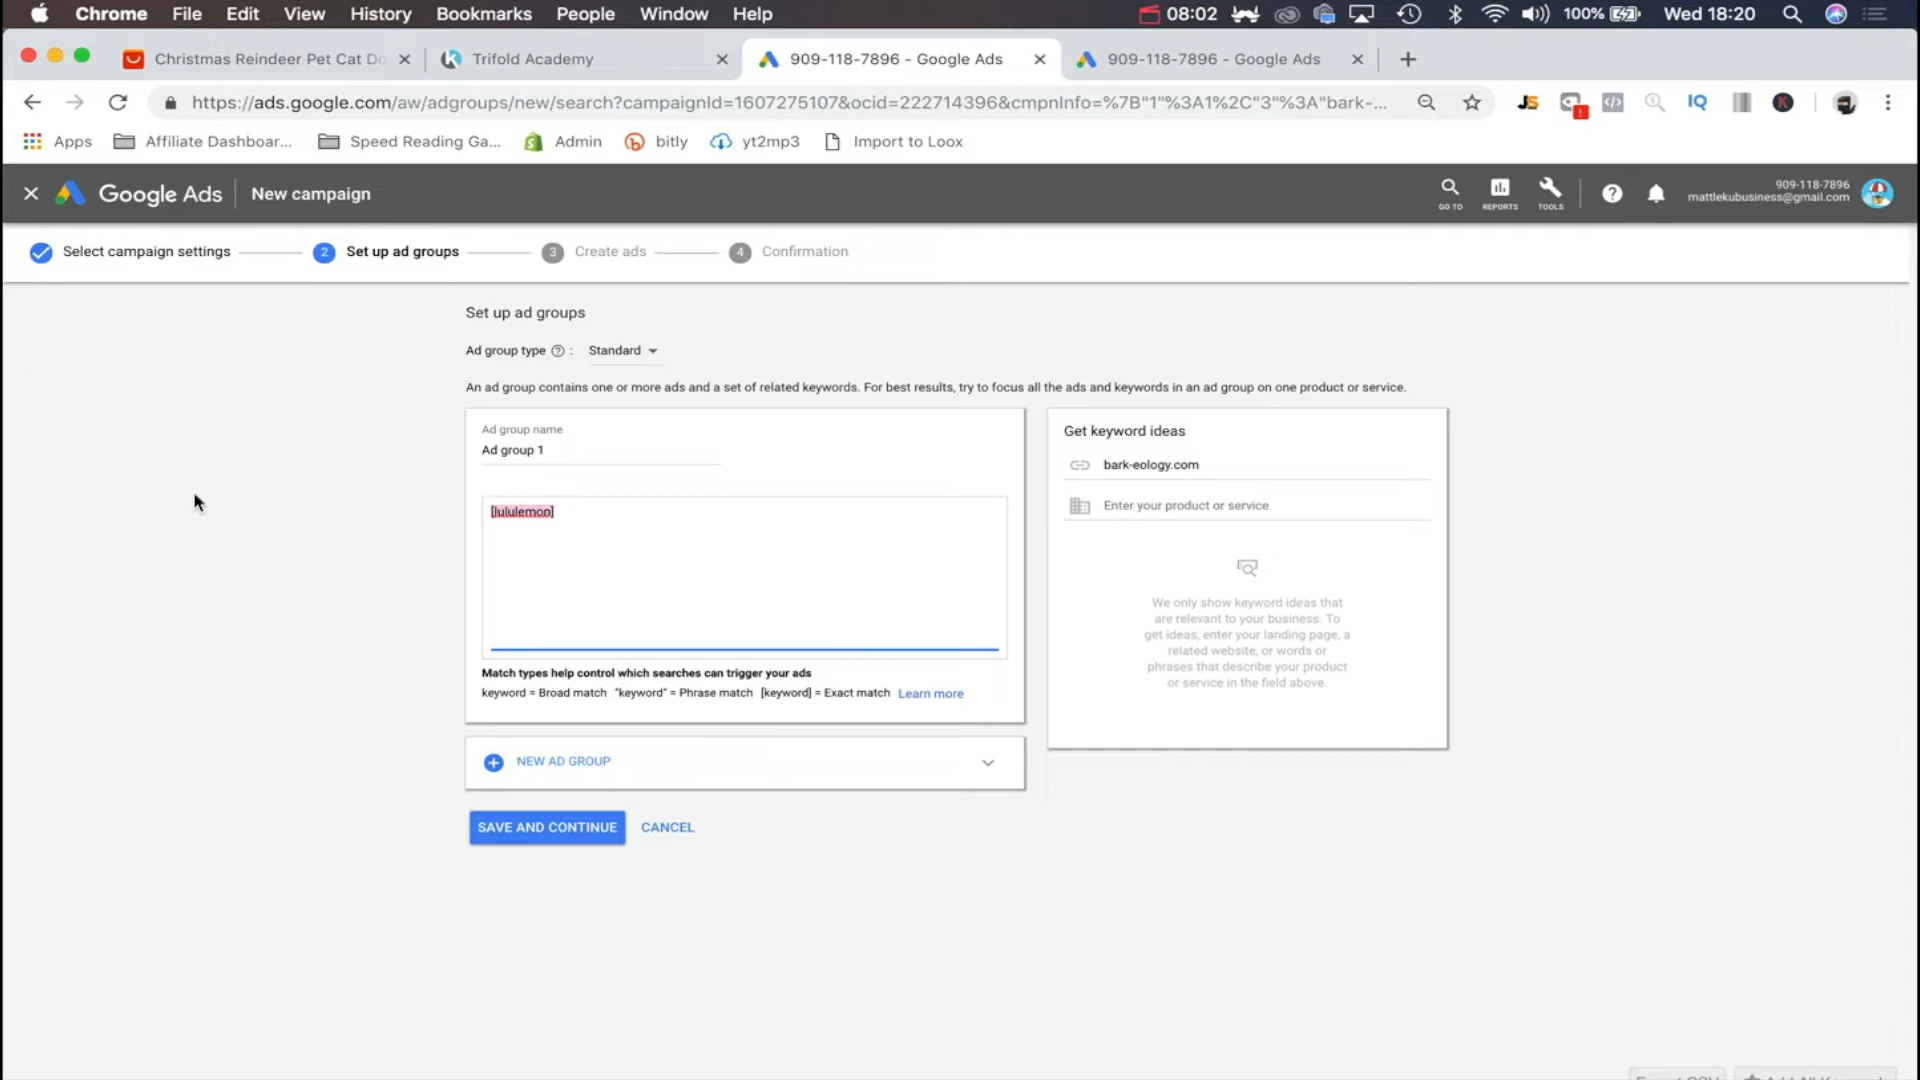 Chrome File Edit View History Bookmarks People Window Help 08:02 100% Wed 18:20
Christmas Reindeer Pet Cat Do
Trifold Academy
909-118-7896 - Google Ads
909-118-7896 - Google Ads
https://ads.google.com/aw/adgroups/new/search?campaignId=1607275107&ocid=222714396&cmpnInfo=%7B"1"%3A1%2C"3"%3A"bark-...
JS IQ K
Apps Affiliate Dashboar... Speed Reading Ga... Admin bitly yt2mp3 Import to Loox
Google Ads New campaign
GO TO REPORTS TOOLS
909-118-7896
mattlekubusiness@gmail.com
Select campaign settings 2 Set up ad groups 3 Create ads 4 Confirmation
Set up ad groups
Ad group type ? : Standard
An ad group contains one or more ads and a set of related keywords. For best results, try to focus all the ads and keywords in an ad group on one product or service.
Ad group name
Ad group 1
[lululemon]
Match types help control which searches can trigger your ads
keyword = Broad match "keyword" = Phrase match [keyword] = Exact match Learn more
NEW AD GROUP
SAVE AND CONTINUE CANCEL
Get keyword ideas
bark-eology.com
Enter your product or service
We only show keyword ideas that
are relevant to your business. To
get ideas, enter your landing page, a
related website, or words or
phrases that describe your product
or service in the field above.